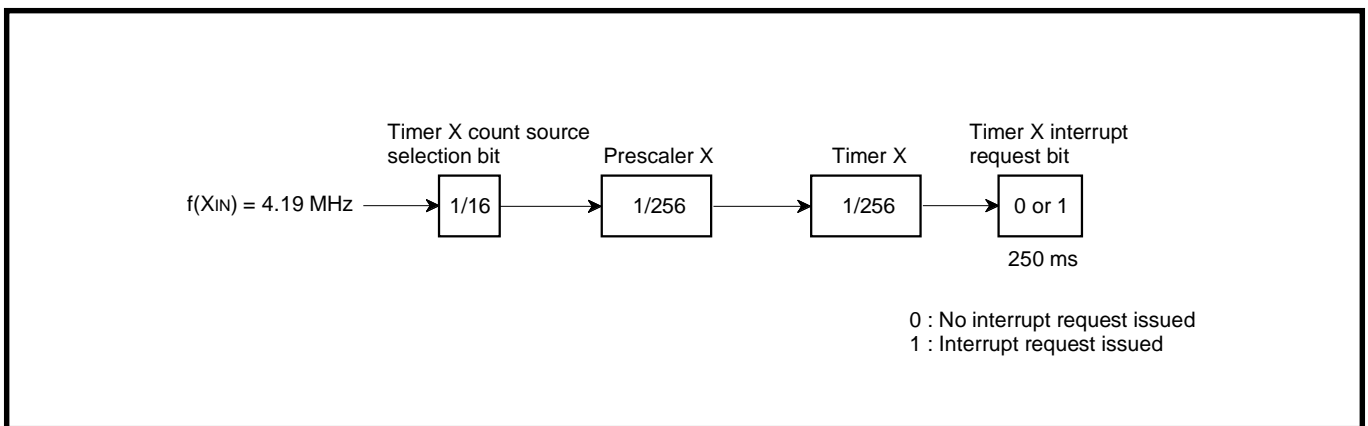 Timer X count source
selection bit
Prescaler X
Timer X
Timer X interrupt
request bit
f(XIN) = 4.19 MHz
1/16
1/256
1/256
0 or 1
250 ms
0 : No interrupt request issued
1 : Interrupt request issued